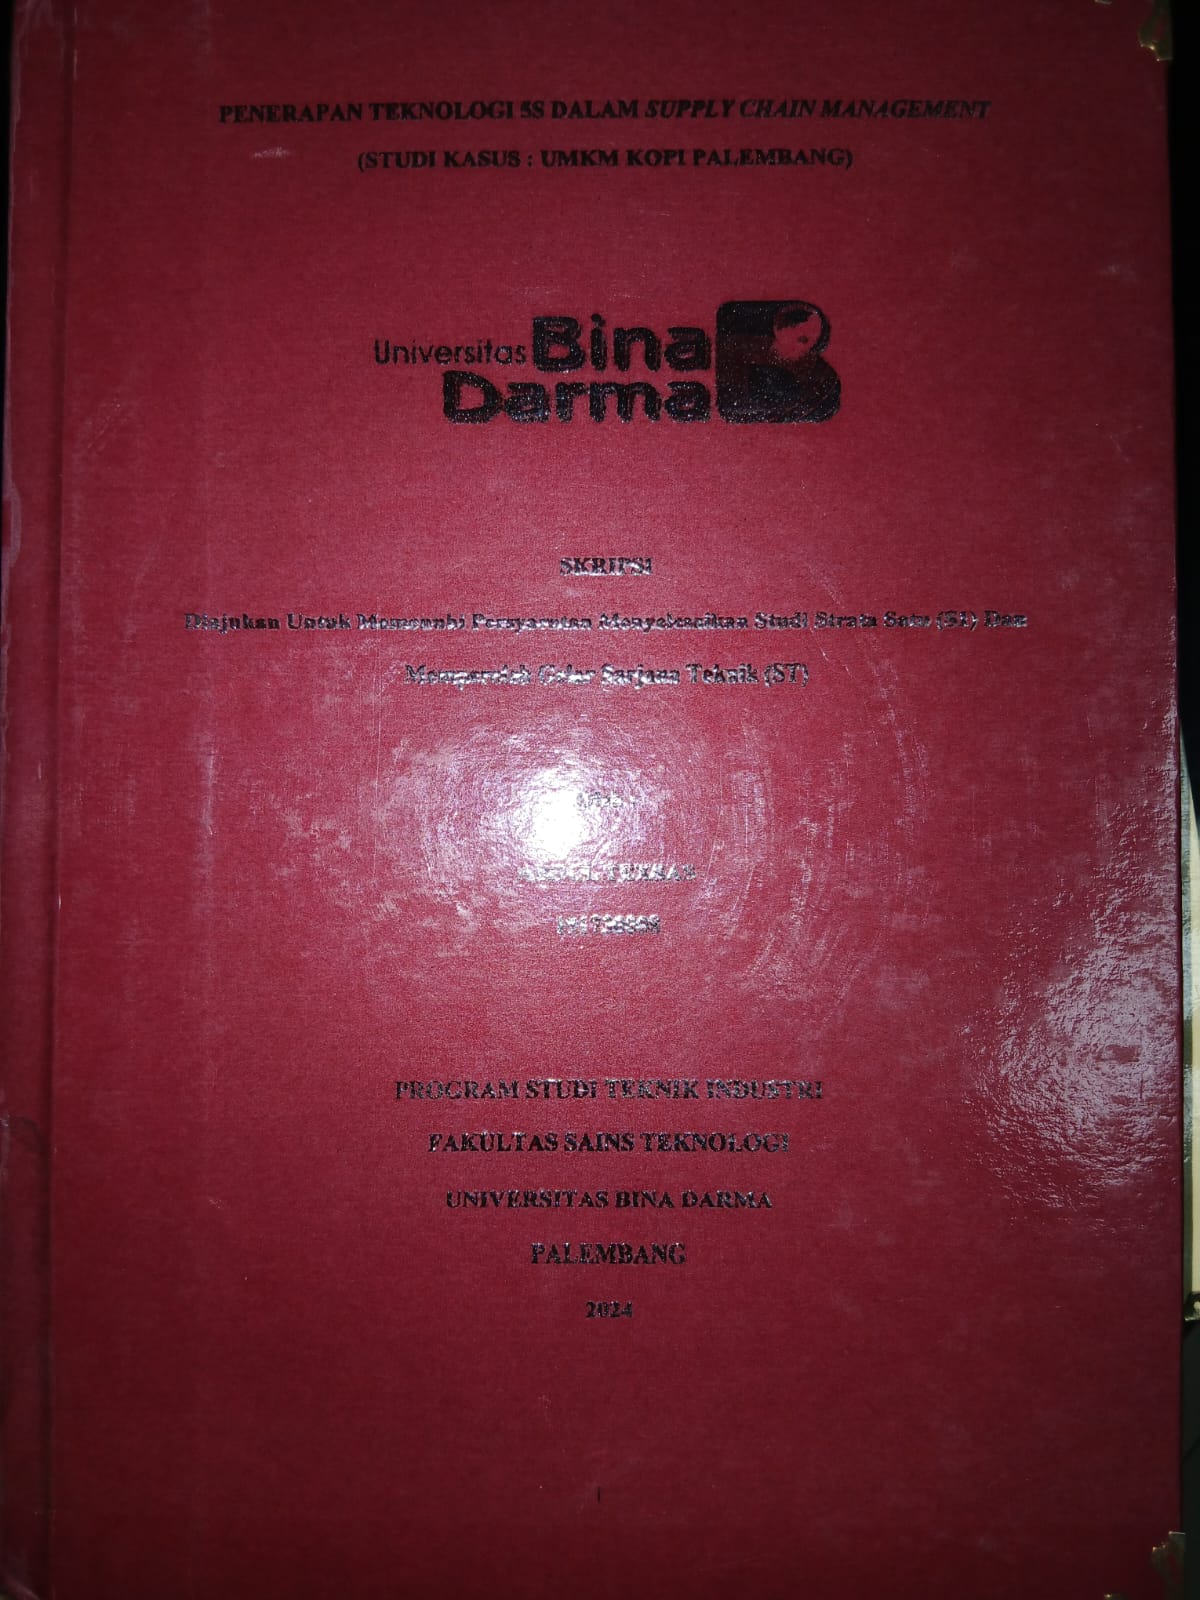 PENERAPAN TEKNOLOGI 5S DALAM SUPPLY CHAIN MANAGEMENT
(STUDI KASUS : UMKM KOPI PALEMBANG)
Universitas Bina
Darma
SKRIPSI
Diajukan Untuk Memenuhi Persyaratan Menyelesaikan Studi Strata Satu (S1) Dan
Memperoleh Gelar Sarjana Teknik (ST)
PROGRAM STUDI TEKNIK INDUSTRI
FAKULTAS SAINS TEKNOLOGI
UNIVERSITAS BINA DARMA
PALEMBANG
2024